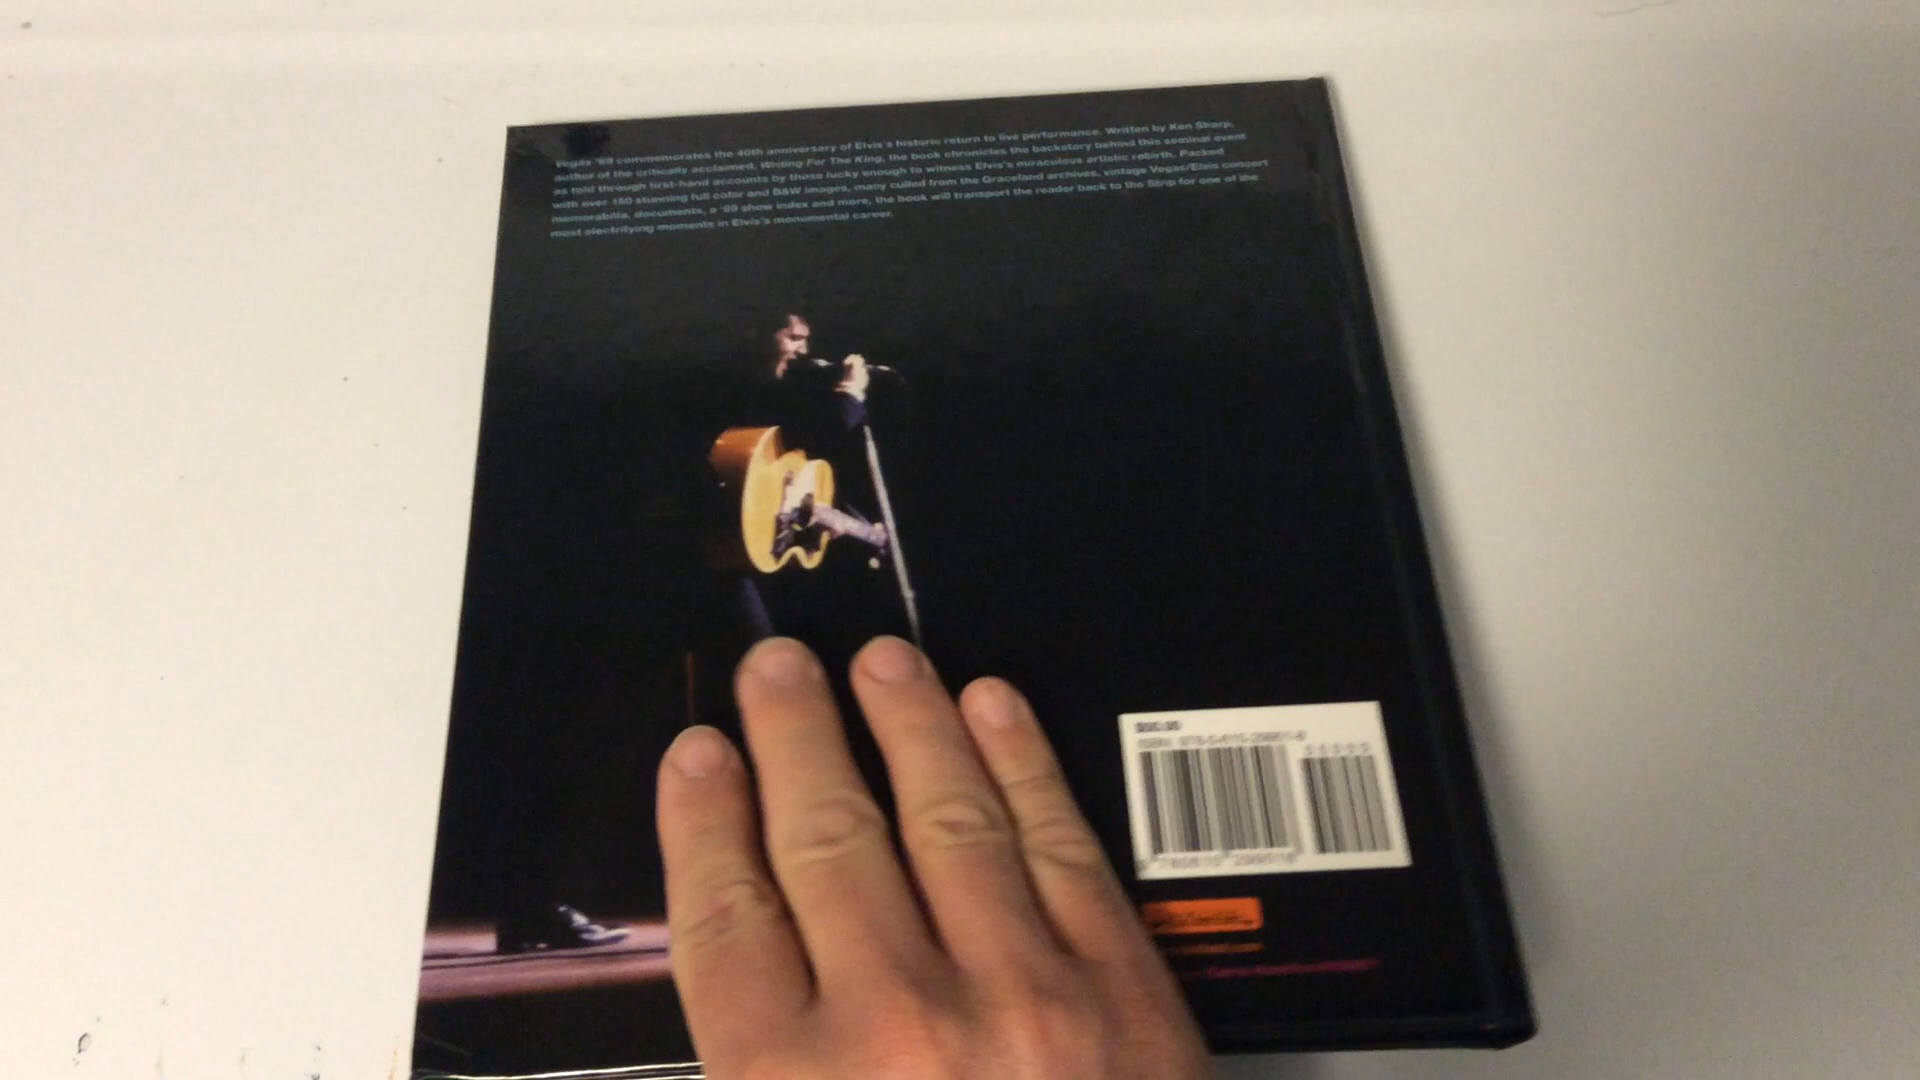 Vegas '69 commemorates the 40th anniversary of Elvis's historic return to live performance. Written by Ken Sharp,
author of the critically acclaimed, Writing For The King, the book chronicles the backstory behind this seminal event
as told through first-hand accounts by those lucky enough to witness Elvis's miraculous artistic rebirth. Packed
with over 150 stunning full color and B&W images, many culled from the Graceland archives, vintage Vegas/Elvis concert
memorabilia, documents, a '69 show index and more, the book will transport the reader back to the Strip for one of the
most electrifying moments in Elvis's monumental career.
ISBN